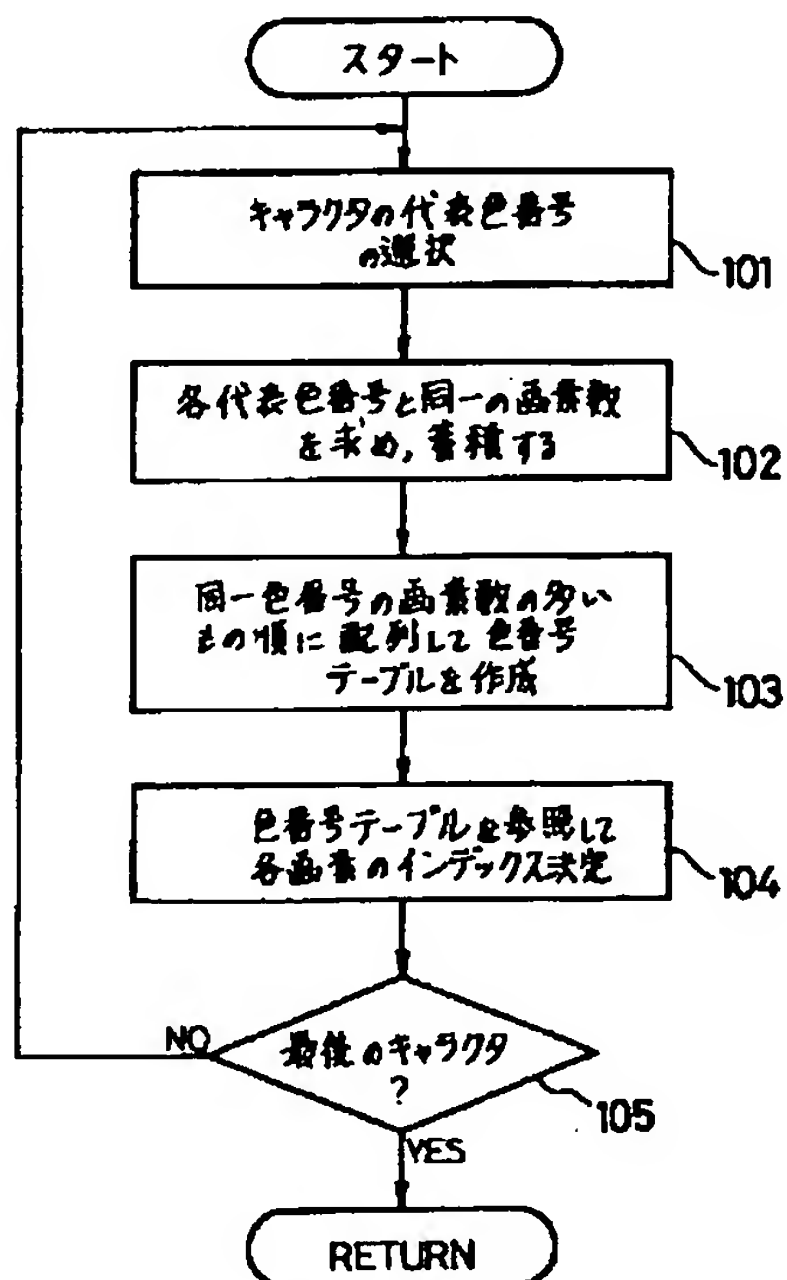 スタート
キャラクタの代表色番号
の選択
101
各代表色番号と同一の画素数
を求め,蓄積する
102
同一色番号の画素数の多い
もの順に配列して色番号
テーブルを作成
103
色番号テーブルを参照して
各画素のインデックス決定
104
最後のキャラクタ
?
NO
105
YES
RETURN